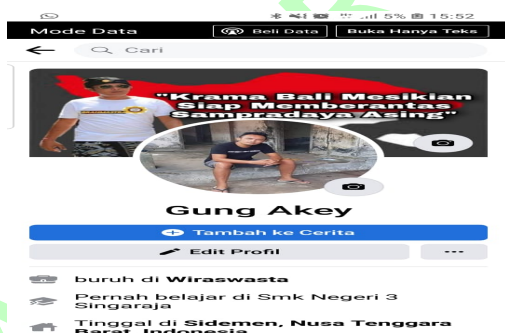 5% 15:52
Mode Data
Beli Data
Buka Hanya Teks
Cari
"Krama Bali Mesikian
Siap Memberantas
Sampradaya Asing"
Gung Akey
Tambah ke Cerita
Edit Profil
buruh di Wiraswasta
Pernah belajar di Smk Negeri 3
Singaraja
Tinggal di Sidemen, Nusa Tenggara
Barat, Indonesia